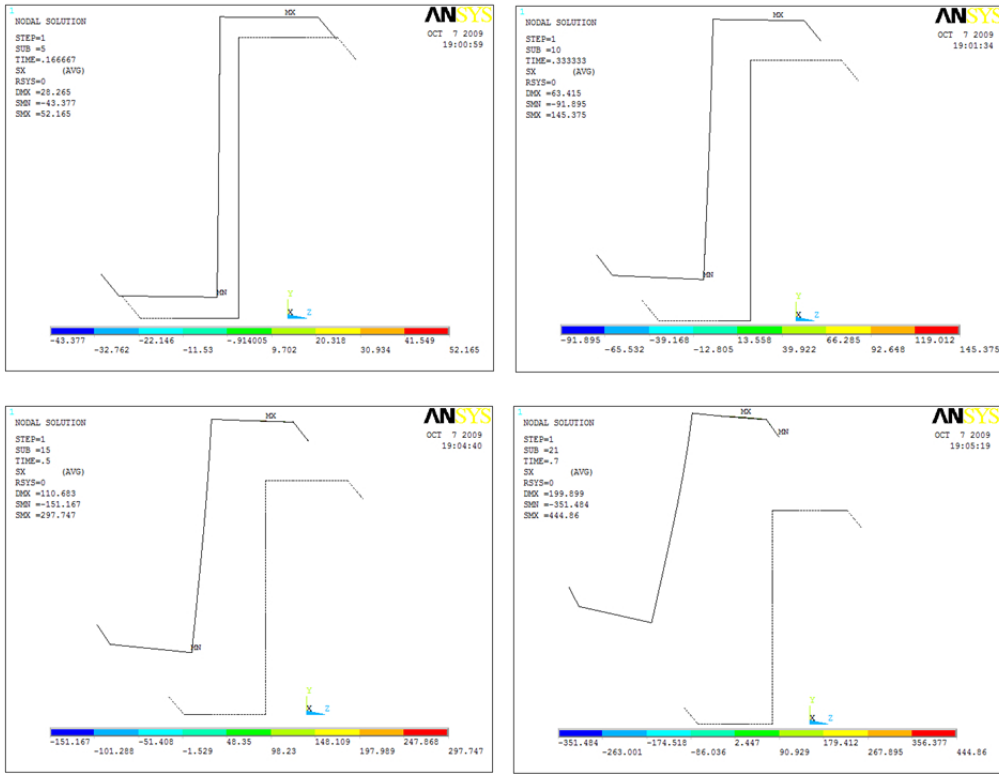 1
NODAL SOLUTION
STEP=1
SUB =5
TIME=.166667
SX (AVG)
RSYS=0
DMX =28.265
SMN =-43.377
SMX =52.165
ANSYS
OCT 7 2009
19:00:59
MX
MN
Y
X Z
-43.377 -22.146 -.914005 20.318 41.549
-32.762 -11.53 9.702 30.934 52.165
1
NODAL SOLUTION
STEP=1
SUB =10
TIME=.333333
SX (AVG)
RSYS=0
DMX =63.415
SMN =-91.895
SMX =145.375
ANSYS
OCT 7 2009
19:01:34
MX
MN
Y
X Z
-91.895 -39.168 13.558 66.285 119.012
-65.532 -12.805 39.922 92.648 145.375
1
NODAL SOLUTION
STEP=1
SUB =15
TIME=.5
SX (AVG)
RSYS=0
DMX =110.683
SMN =-151.167
SMX =297.747
ANSYS
OCT 7 2009
19:04:40
MX
MN
Y
X Z
-151.167 -51.408 48.35 148.109 247.868
-101.288 -1.529 98.23 197.989 297.747
1
NODAL SOLUTION
STEP=1
SUB =21
TIME=.7
SX (AVG)
RSYS=0
DMX =199.899
SMN =-351.484
SMX =444.86
ANSYS
OCT 7 2009
19:05:19
MX
MN
Y
X Z
-351.484 -174.518 2.447 179.412 356.377
-263.001 -86.036 90.929 267.895 444.86